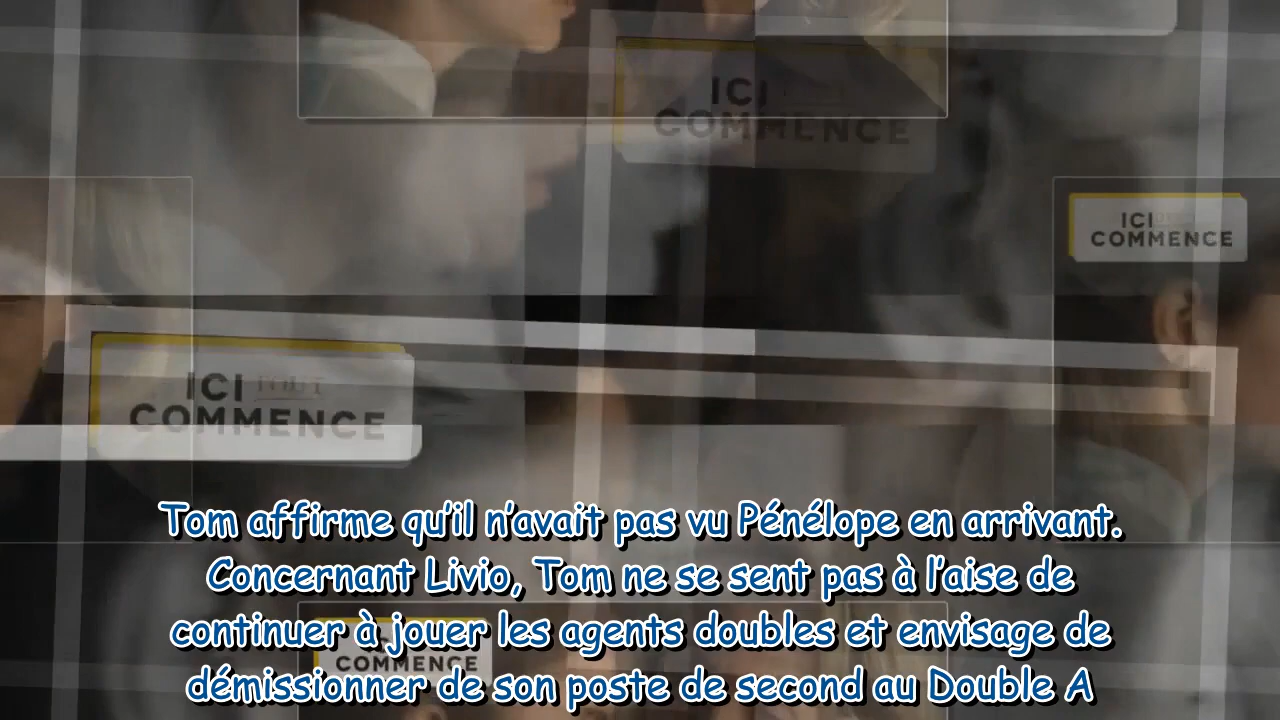 ICI
COMMENCE
ICI
COMMENCE
ICI TOUT
COMMENCE
Tom affirme qu'il n'avait pas vu Pénélope en arrivant.
Concernant Livio, Tom ne se sent pas à l'aise de
continuer à jouer les agents doubles et envisage de
COMMENCE
démissionner de son poste de second au Double A